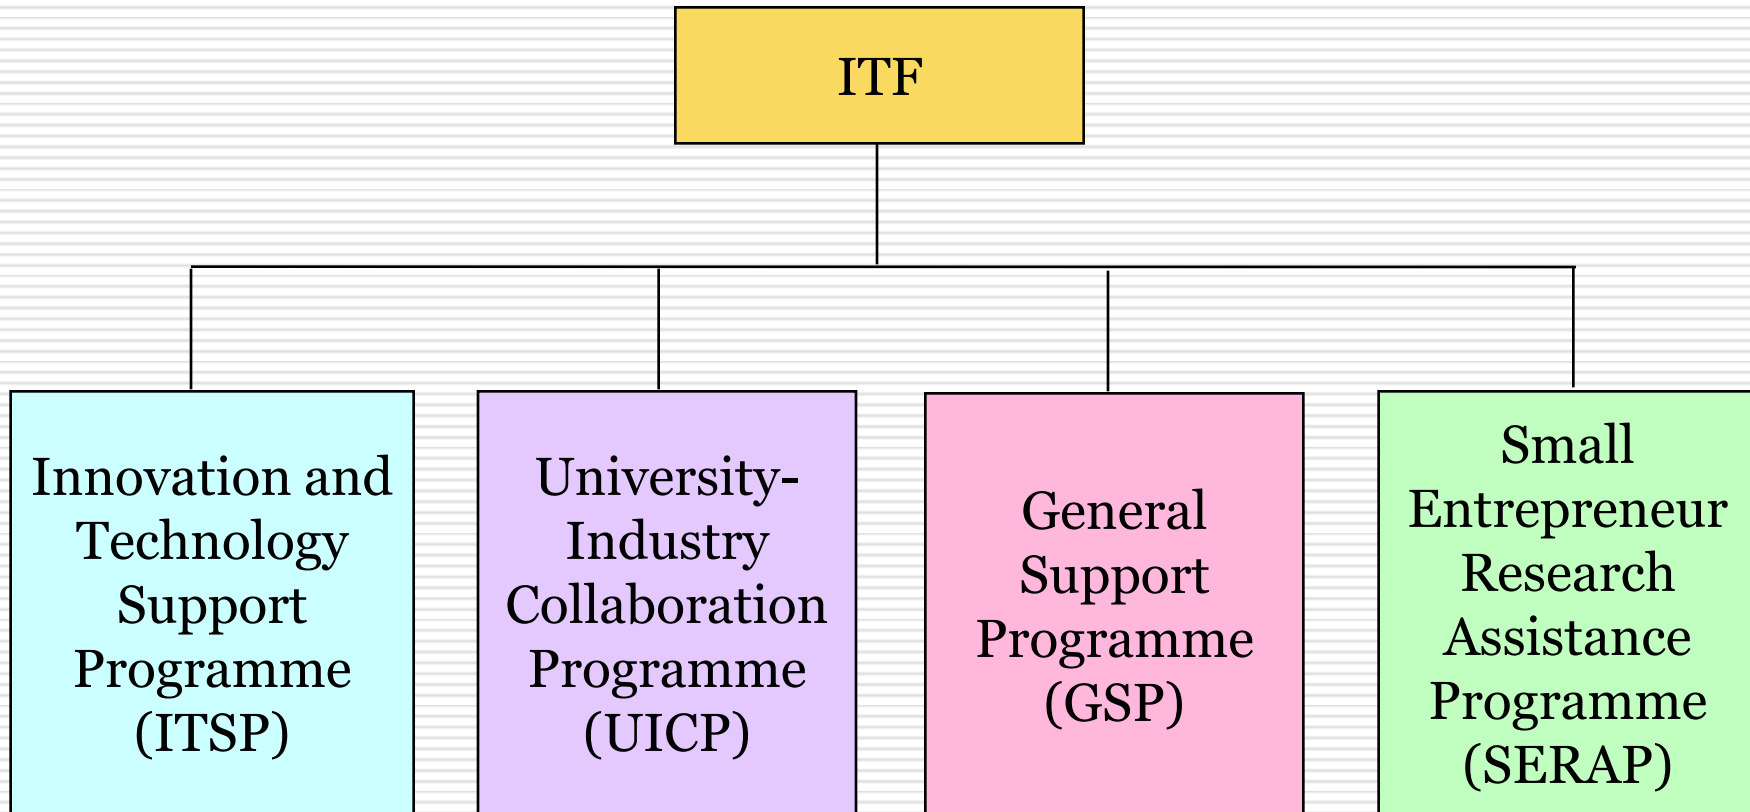 ITF
Innovation and
Technology
Support
Programme
(ITSP)
University-
Industry
Collaboration
Programme
(UICP)
General
Support
Programme
(GSP)
Small
Entrepreneur
Research
Assistance
Programme
(SERAP)